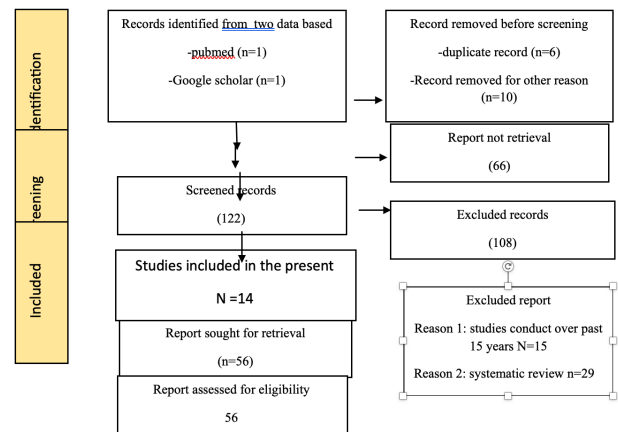 Identification
Records identified from two data based
-pubmed (n=1)
-Google scholar (n=1)
Record removed before screening
-duplicate record (n=6)
-Record removed for other reason
(n=10)
Report not retrieval
(66)
reening
Screened records
(122)
Excluded records
(108)
Included
Studies included in the present
N =14
Report sought for retrieval
(n=56)
Report assessed for eligibility
56
Excluded report
Reason 1: studies conduct over past
15 years N=15
Reason 2: systematic review n=29